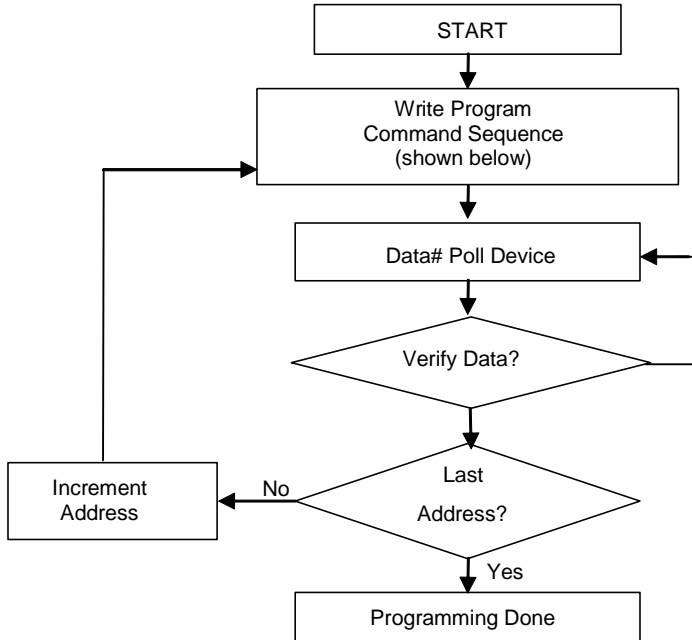 START
Write Program
Command Sequence
(shown below)
Data# Poll Device
Verify Data?
Increment
Address
No
Last
Address?
Yes
Programming Done